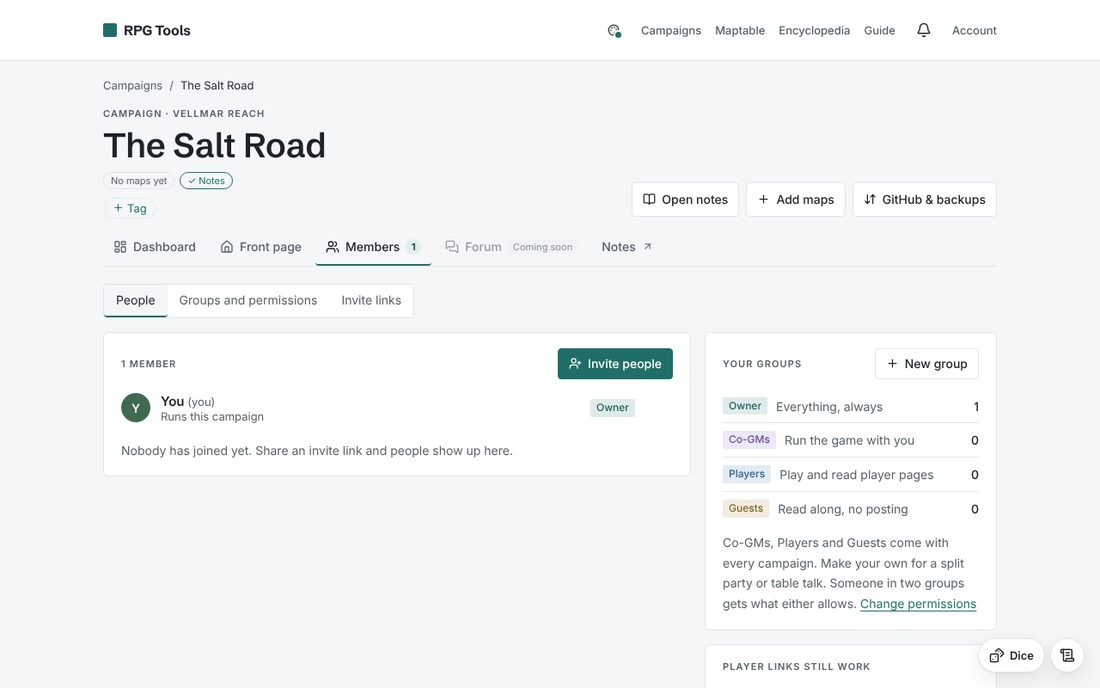 RPG Tools
Campaigns Maptable Encyclopedia Guide Account
Campaigns / The Salt Road
CAMPAIGN · VELLMAR REACH
The Salt Road
No maps yet ✓ Notes
+ Tag
Open notes + Add maps GitHub & backups
Dashboard Front page Members 1 Forum Coming soon Notes ↗
People Groups and permissions Invite links
1 MEMBER Invite people
Y You (you) Owner
Runs this campaign
Nobody has joined yet. Share an invite link and people show up here.
YOUR GROUPS + New group
Owner Everything, always 1
Co-GMs Run the game with you 0
Players Play and read player pages 0
Guests Read along, no posting 0
Co-GMs, Players and Guests come with
every campaign. Make your own for a split
party or table talk. Someone in two groups
gets what either allows. Change permissions
PLAYER LINKS STILL WORK
Dice